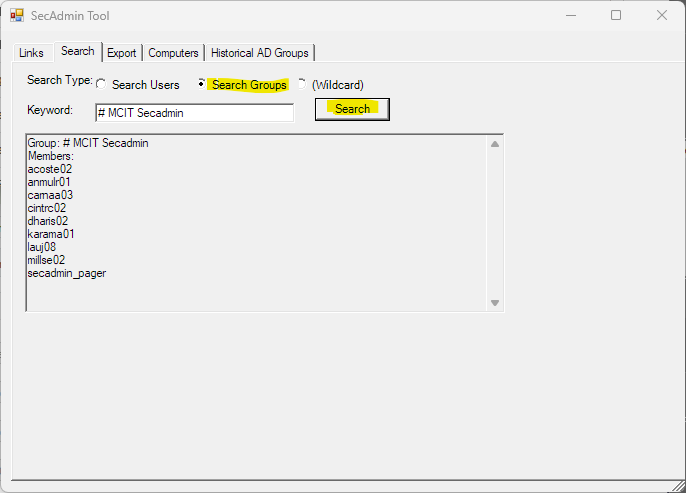 SecAdmin Tool
Links Search Export Computers Historical AD Groups
Search Type: Search Users Search Groups (Wildcard)
Keyword: # MCIT Secadmin Search
Group: # MCIT Secadmin
Members:
acoste02
anmulr01
camaa03
cintrc02
dharis02
karama01
lauj08
millse02
secadmin_pager